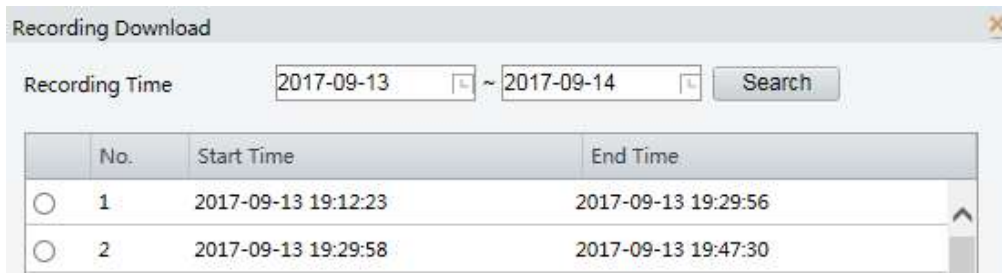 Recording Download
Recording Time 2017-09-13 ~ 2017-09-14 Search
No. Start Time End Time
1 2017-09-13 19:12:23 2017-09-13 19:29:56
2 2017-09-13 19:29:58 2017-09-13 19:47:30